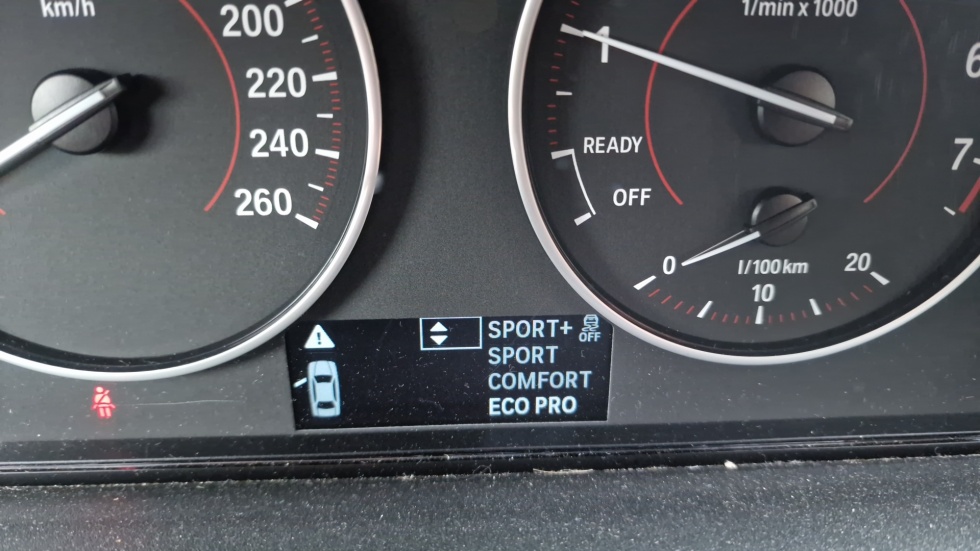 km/h
200
220
240
260
1/min x 1000
1
READY
OFF
6
7
0
l/100km
10
20
SPORT+
OFF
SPORT
COMFORT
ECO PRO